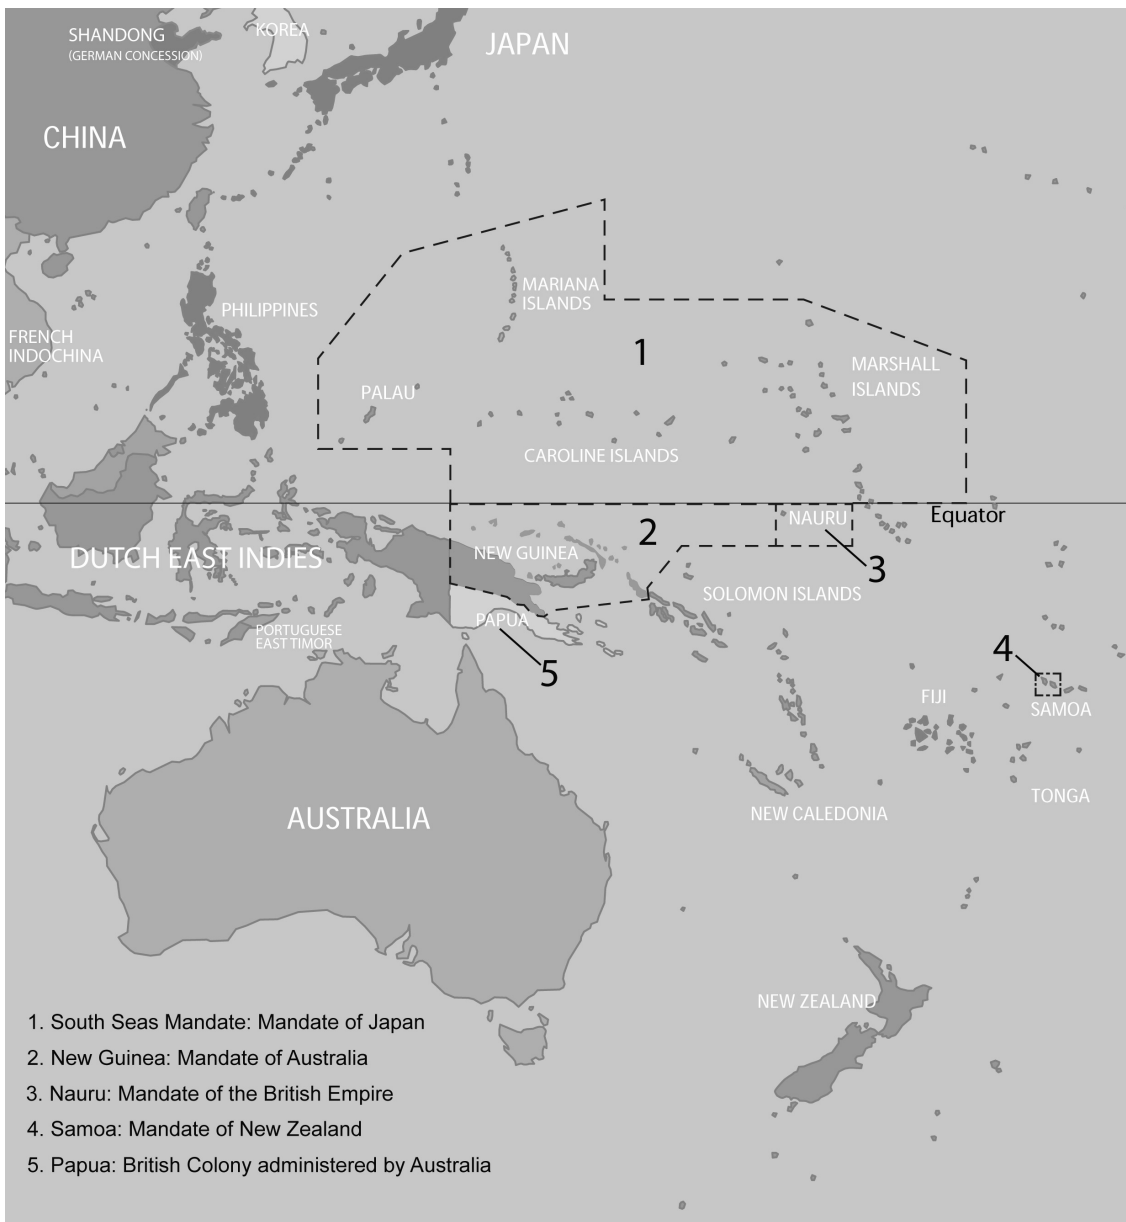 SHANDONG
(GERMAN CONCESSION)
KOREA
JAPAN
CHINA
MARIANA
ISLANDS
PHILIPPINES
FRENCH
INDOCHINA
1
MARSHALL
ISLANDS
PALAU
CAROLINE ISLANDS
Equator
NAURU
2
3
NEW GUINEA
DUTCH EAST INDIES
SOLOMON ISLANDS
PAPUA
PORTUGUESE
EAST TIMOR
5
4
FIJI
SAMOA
TONGA
NEW CALEDONIA
AUSTRALIA
NEW ZEALAND
1. South Seas Mandate: Mandate of Japan
2. New Guinea: Mandate of Australia
3. Nauru: Mandate of the British Empire
4. Samoa: Mandate of New Zealand
5. Papua: British Colony administered by Australia